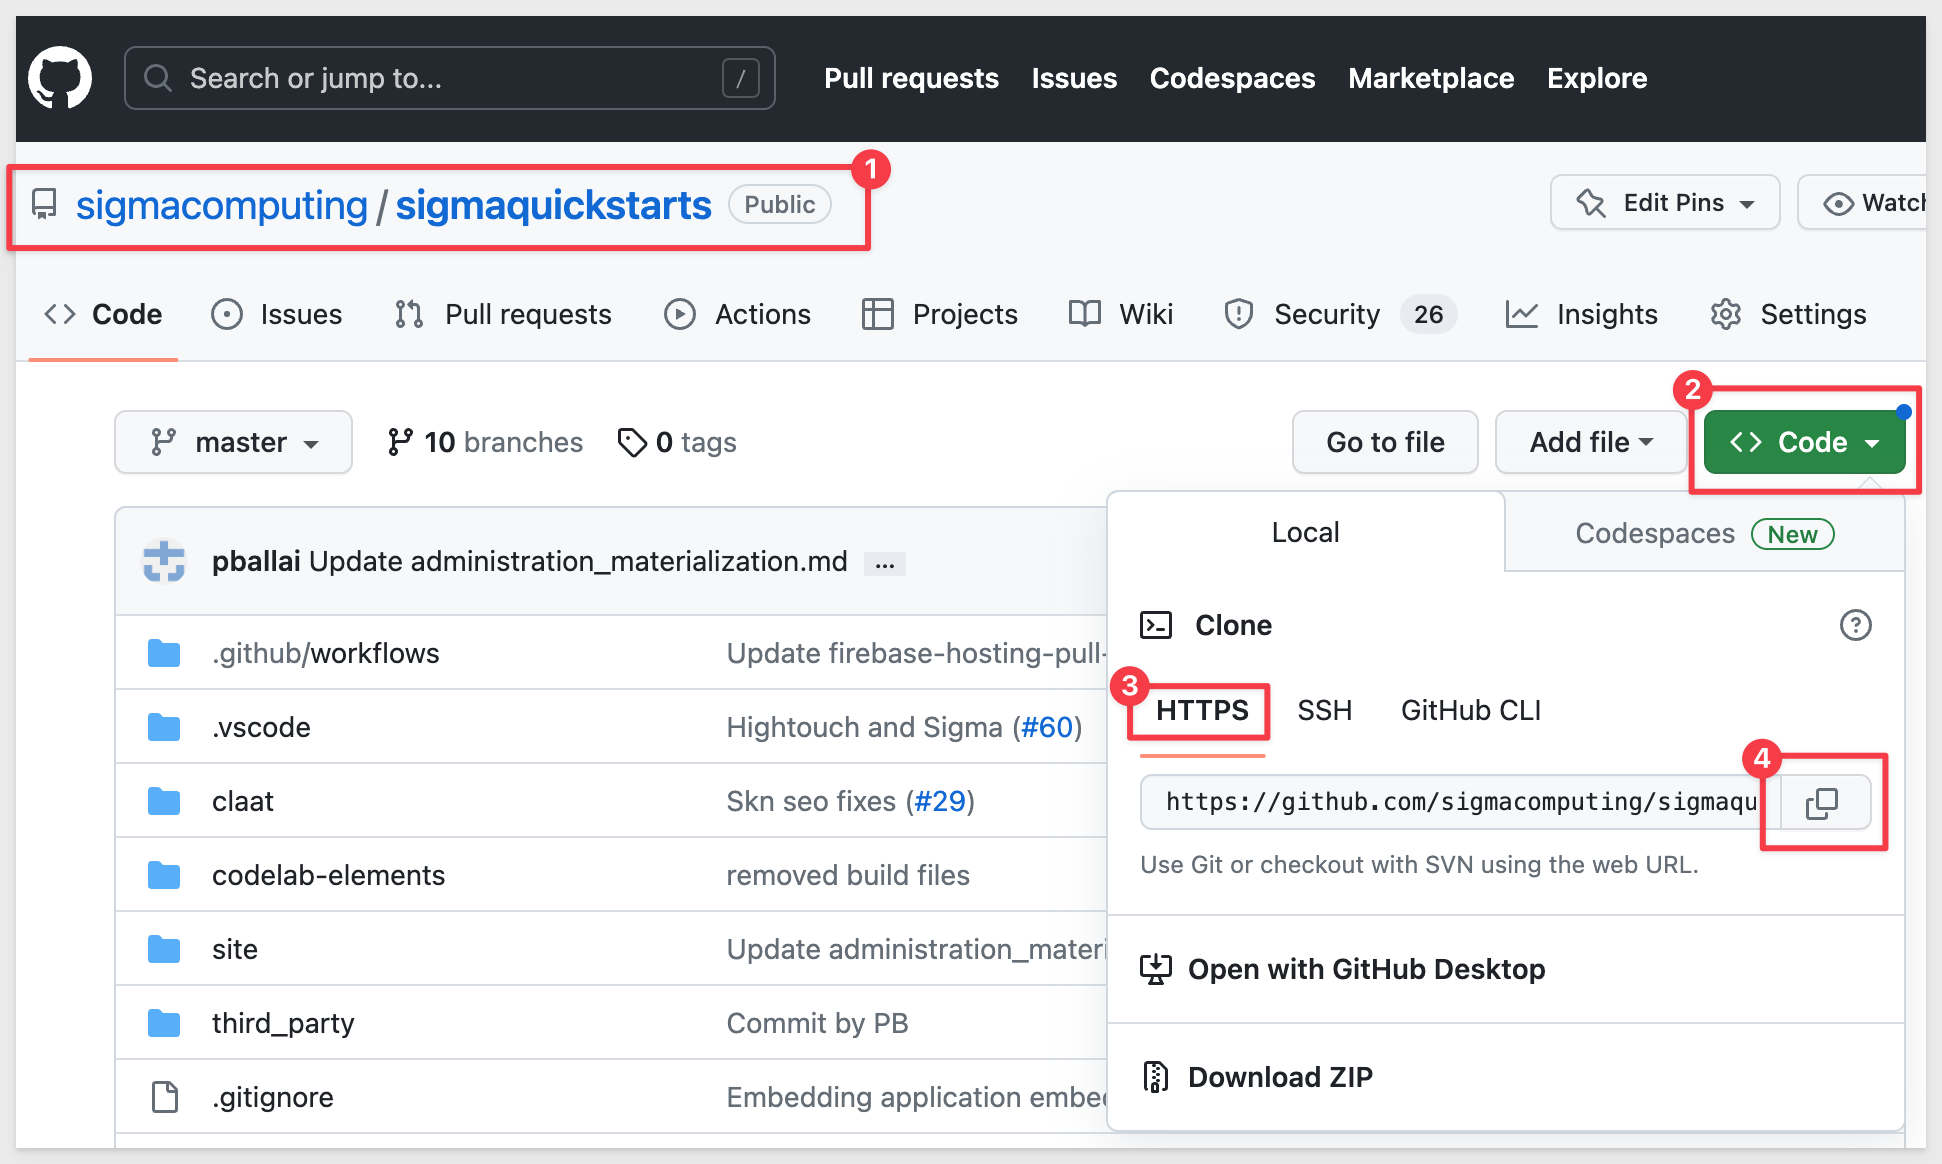 Search or jump to... / Pull requests Issues Codespaces Marketplace Explore
1
sigmacomputing / sigmaquickstarts Public Edit Pins Watch
Code Issues Pull requests Actions Projects Wiki Security 26 Insights Settings
2
master 10 branches 0 tags Go to file Add file Code
Local Codespaces New
pballai Update administration_materialization.md ...
Clone
.github/workflows Update firebase-hosting-pull-
3
HTTPS SSH GitHub CLI
.vscode Hightouch and Sigma (#60)
4
claat Skn seo fixes (#29)
https://github.com/sigmacomputing/sigmaqu
Use Git or checkout with SVN using the web URL.
codelab-elements removed build files
site Update administration_materi
Open with GitHub Desktop
third_party Commit by PB
Download ZIP
.gitignore Embedding application embe